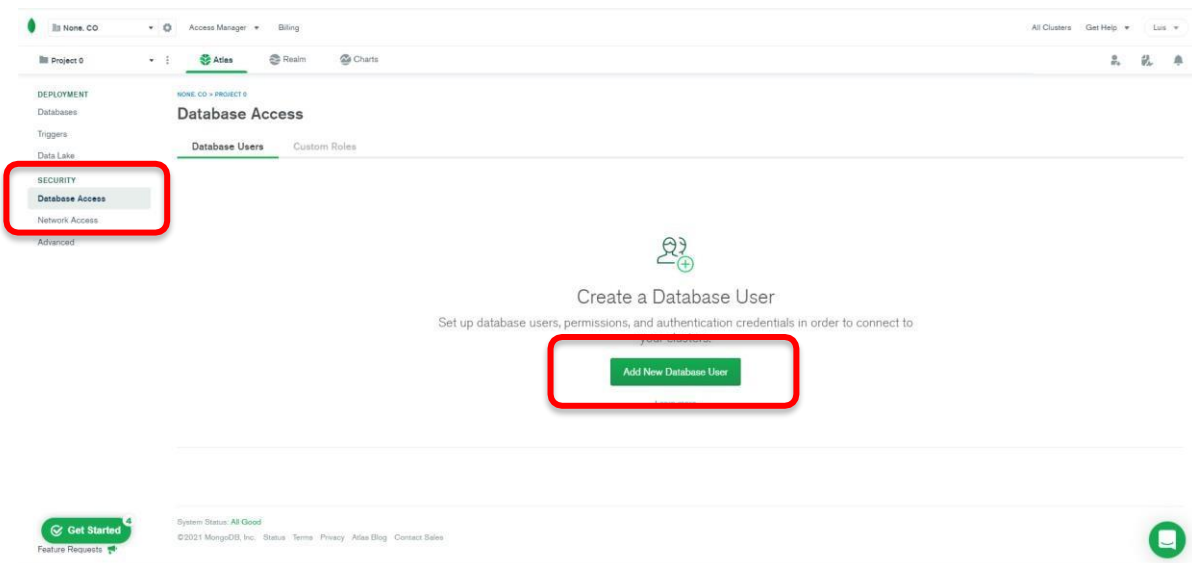 None. CO Access Manager Billing All Clusters Get Help Luis
Project 0 Atlas Realm Charts
DEPLOYMENT
Databases
Triggers
Data Lake
SECURITY
Database Access
Network Access
Advanced
NONE. CO > PROJECT 0
Database Access
Database Users Custom Roles
Create a Database User
Set up database users, permissions, and authentication credentials in order to connect to
your clusters.
Add New Database User
Get Started 4
Feature Requests
System Status: All Good
©2021 MongoDB, Inc. Status Terms Privacy Atlas Blog Contact Sales